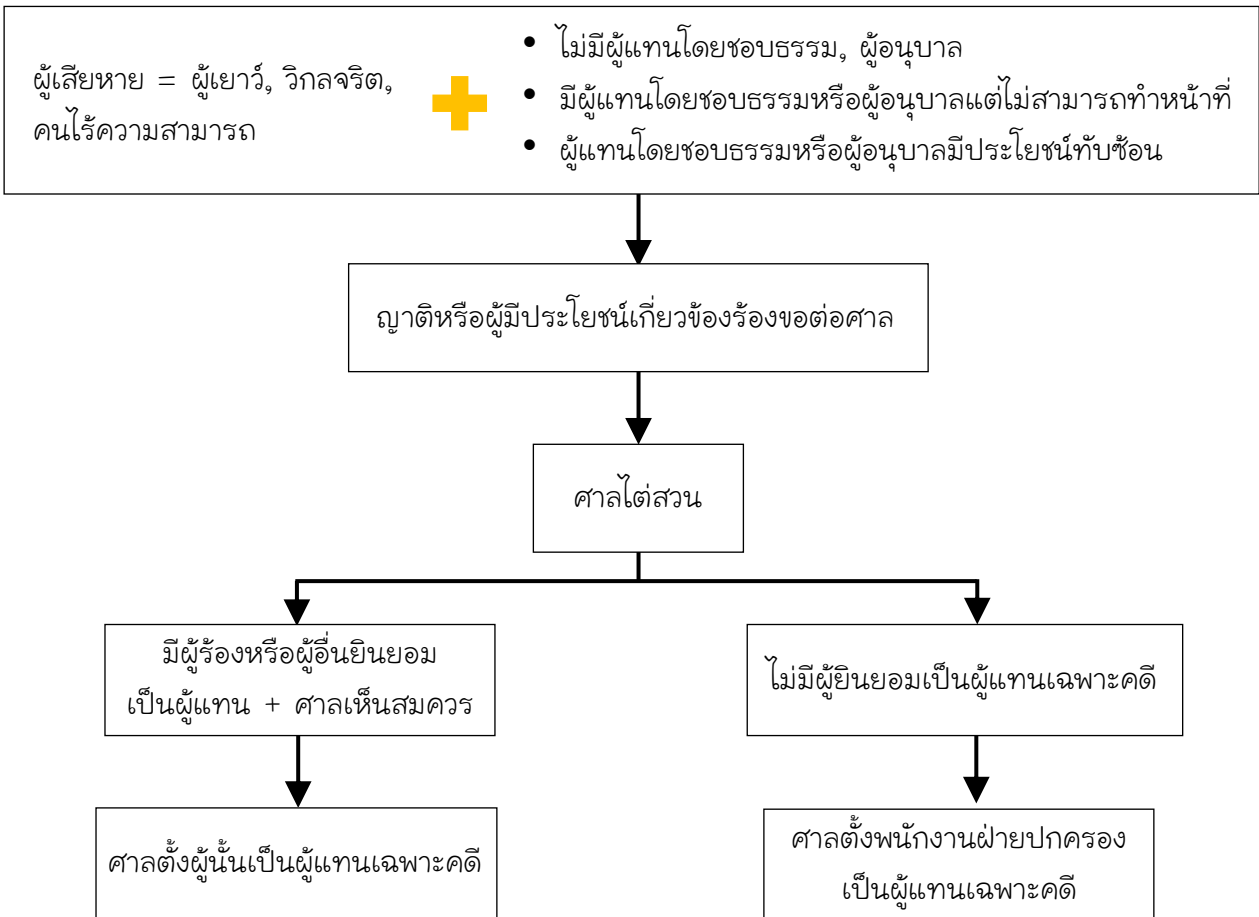 ผู้เสียหาย = ผู้เยาว์, วิกลจริต,
คนไร้ความสามารถ
• ไม่มีผู้แทนโดยชอบธรรม, ผู้อนุบาล
• มีผู้แทนโดยชอบธรรมหรือผู้อนุบาลแต่ไม่สามารถทำหน้าที่
• ผู้แทนโดยชอบธรรมหรือผู้อนุบาลมีประโยชน์ทับซ้อน
ญาติหรือผู้มีประโยชน์เกี่ยวข้องร้องขอต่อศาล
ศาลไต่สวน
มีผู้ร้องหรือผู้อื่นยินยอม
เป็นผู้แทน + ศาลเห็นสมควร
ไม่มีผู้ยินยอมเป็นผู้แทนเฉพาะคดี
ศาลตั้งผู้นั้นเป็นผู้แทนเฉพาะคดี
ศาลตั้งพนักงานฝ่ายปกครอง
เป็นผู้แทนเฉพาะคดี